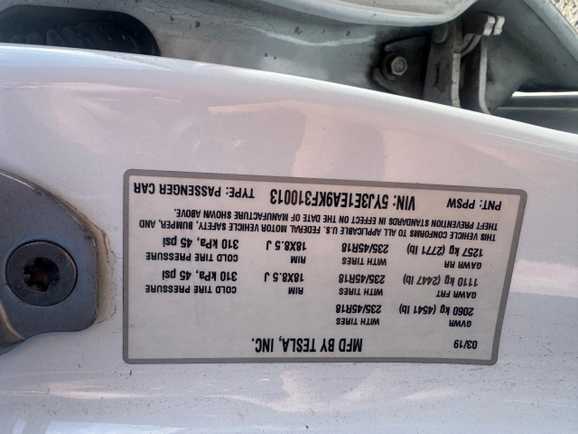 MFD BY TESLA, INC. 03/19
GVWR
2060 kg (4541 lb)
WITH TIRES
235/45R18
GAWR FRT
1110 kg (2447 lb)
WITH TIRES
235/45R18
RIM
18X8.5 J
COLD TIRE PRESSURE
310 kPa, 45 psi
GAWR RR
1257 kg (2771 lb)
WITH TIRES
235/45R18
RIM
18X8.5 J
COLD TIRE PRESSURE
310 kPa, 45 psi
THIS VEHICLE CONFORMS TO ALL APPLICABLE U.S. FEDERAL MOTOR VEHICLE SAFETY, BUMPER, AND
THEFT PREVENTION STANDARDS IN EFFECT ON THE DATE OF MANUFACTURE SHOWN ABOVE.
PNT: PPSW VIN: 5YJ3E1EA9KF310013 TYPE: PASSENGER CAR